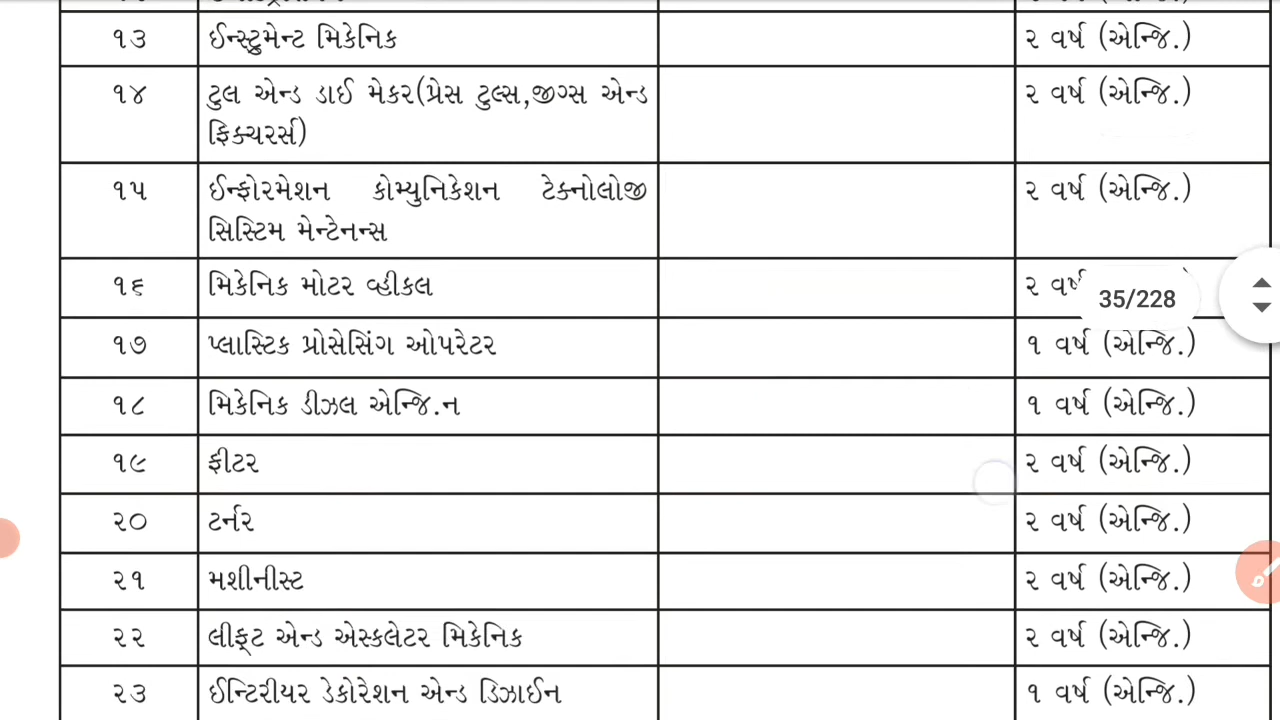 ૧૩ ઈન્સ્ટ્રુમેન્ટ મિકેનિક ૨ વર્ષ (એન્જિ.)
૧૪ ટુલ એન્ડ ડાઈ મેકર(પ્રેસ ટુલ્સ,જીગ્સ એન્ડ ૨ વર્ષ (એન્જિ.)
ફિક્ચરર્સ)
૧૫ ઈન્ફોરમેશન કોમ્યુનિકેશન ટેક્નોલોજી ૨ વર્ષ (એન્જિ.)
સિસ્ટિમ મેન્ટેનન્સ
૧૬ મિકેનિક મોટર વ્હીકલ ૨ વર્ષ
35/228
૧૭ પ્લાસ્ટિક પ્રોસેસિંગ ઓપરેટર ૧ વર્ષ (એન્જિ.)
૧૮ મિકેનિક ડીઝલ એન્જિ.ન ૧ વર્ષ (એન્જિ.)
૧૯ ફીટર ૨ વર્ષ (એન્જિ.)
૨૦ ટર્નર ૨ વર્ષ (એન્જિ.)
૨૧ મશીનીસ્ટ ૨ વર્ષ (એન્જિ.)
૨૨ લીફ્ટ એન્ડ એસ્કલેટર મિકેનિક ૨ વર્ષ (એન્જિ.)
૨૩ ઈન્ટિરીયર ડેકોરેશન એન્ડ ડિઝાઈન ૧ વર્ષ (એન્જિ.)